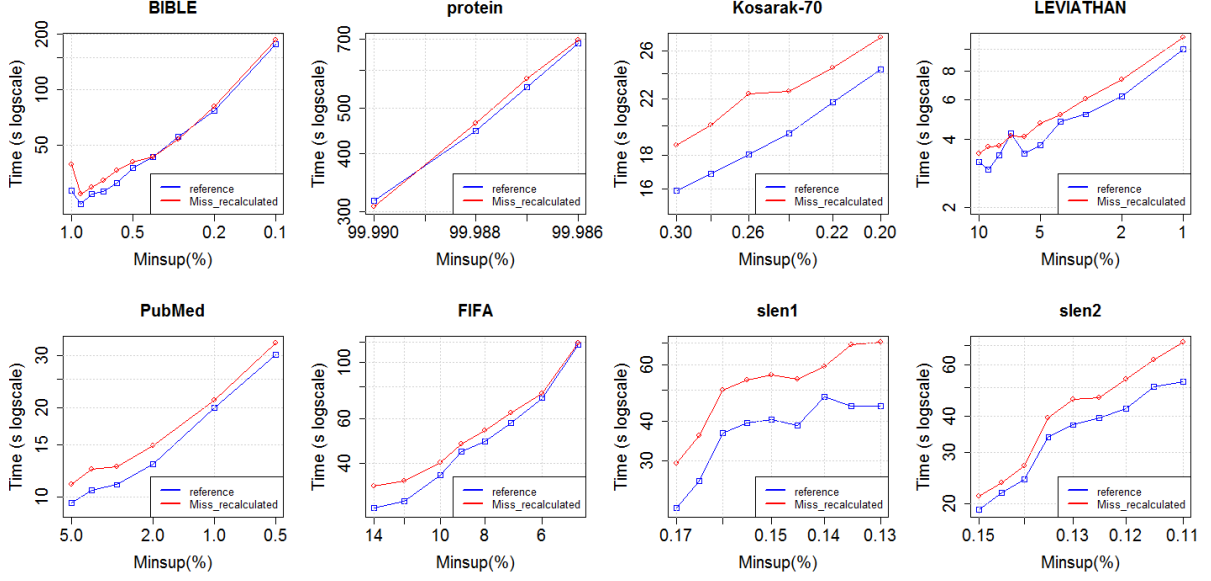 BIBLE
Time (s logscale)
200
100
50
1.0 0.5 0.2 0.1
Minsup(%)
reference
Miss_recalculated
protein
Time (s logscale)
700
500
400
300
99.990 99.988 99.986
Minsup(%)
reference
Miss_recalculated
Kosarak-70
Time (s logscale)
26
22
18
16
0.30 0.26 0.22 0.20
Minsup(%)
reference
Miss_recalculated
LEVIATHAN
Time (s logscale)
8
6
4
2
10 5 2 1
Minsup(%)
reference
Miss_recalculated
PubMed
Time (s logscale)
30
20
15
10
5.0 2.0 1.0 0.5
Minsup(%)
reference
Miss_recalculated
FIFA
Time (s logscale)
100
60
40
14 10 8 6
Minsup(%)
reference
Miss_recalculated
slen1
Time (s logscale)
60
40
30
0.17 0.15 0.14 0.13
Minsup(%)
reference
Miss_recalculated
slen2
Time (s logscale)
60
40
30
20
0.15 0.13 0.12 0.11
Minsup(%)
reference
Miss_recalculated